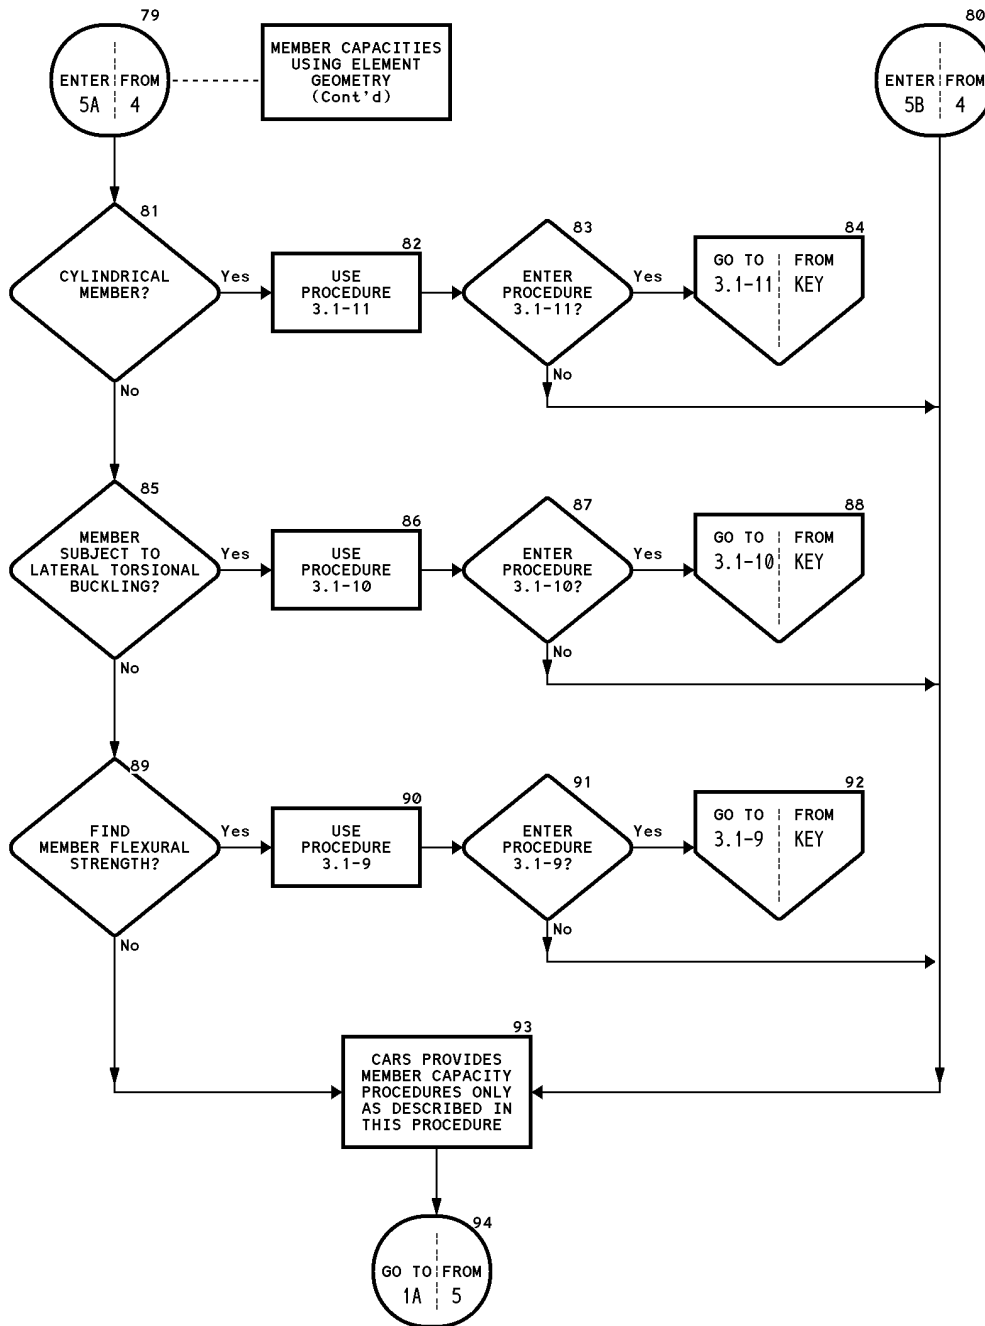 79
80
MEMBER CAPACITIES
USING ELEMENT
GEOMETRY
(Cont'd)
ENTER FROM
5A 4
ENTER FROM
5B 4
81
CYLINDRICAL
MEMBER?
Yes
No
82
USE
PROCEDURE
3.1-11
83
ENTER
PROCEDURE
3.1-11?
Yes
No
84
GO TO FROM
3.1-11 KEY
85
MEMBER
SUBJECT TO
LATERAL TORSIONAL
BUCKLING?
Yes
No
86
USE
PROCEDURE
3.1-10
87
ENTER
PROCEDURE
3.1-10?
Yes
No
88
GO TO FROM
3.1-10 KEY
89
FIND
MEMBER FLEXURAL
STRENGTH?
Yes
No
90
USE
PROCEDURE
3.1-9
91
ENTER
PROCEDURE
3.1-9?
Yes
No
92
GO TO FROM
3.1-9 KEY
93
CARS PROVIDES
MEMBER CAPACITY
PROCEDURES ONLY
AS DESCRIBED IN
THIS PROCEDURE
94
GO TO FROM
1A 5